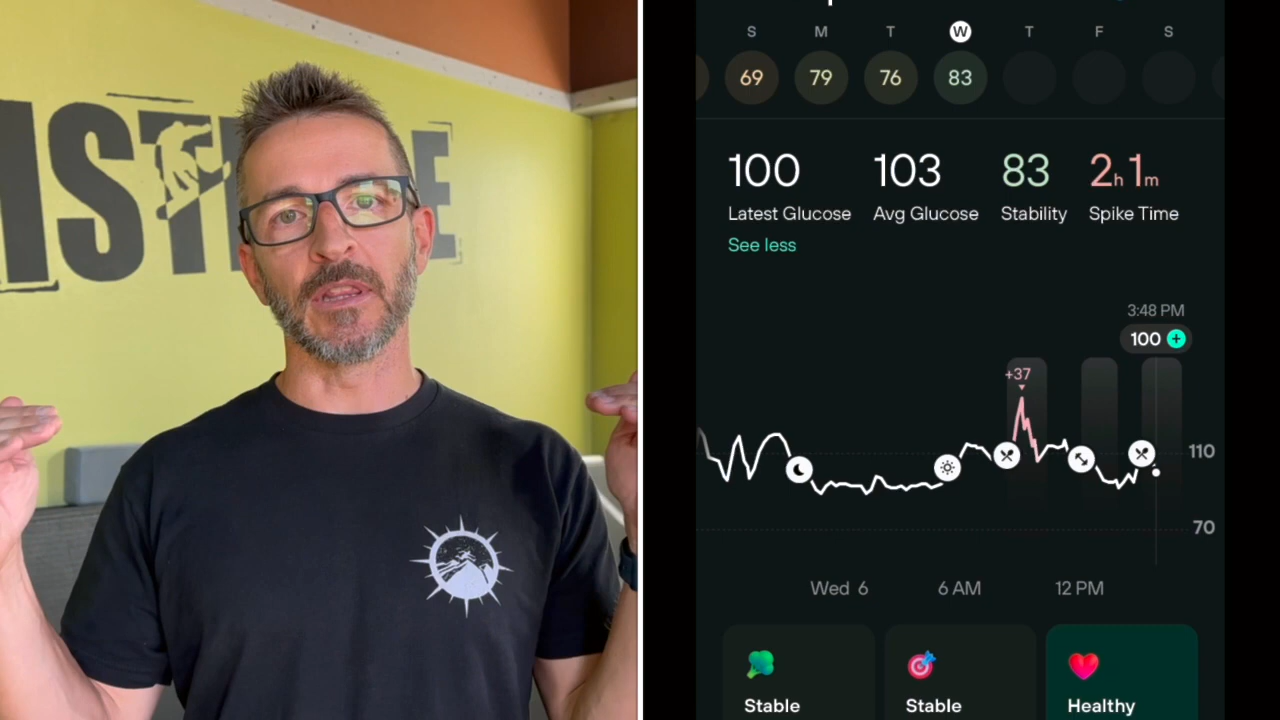 S M T W T F S
69 79 76 83
100 103 83 2h 1m
Latest Glucose Avg Glucose Stability Spike Time
See less
3:48 PM
100 +
+37
110
70
Wed 6 6 AM 12 PM
Stable Stable Healthy